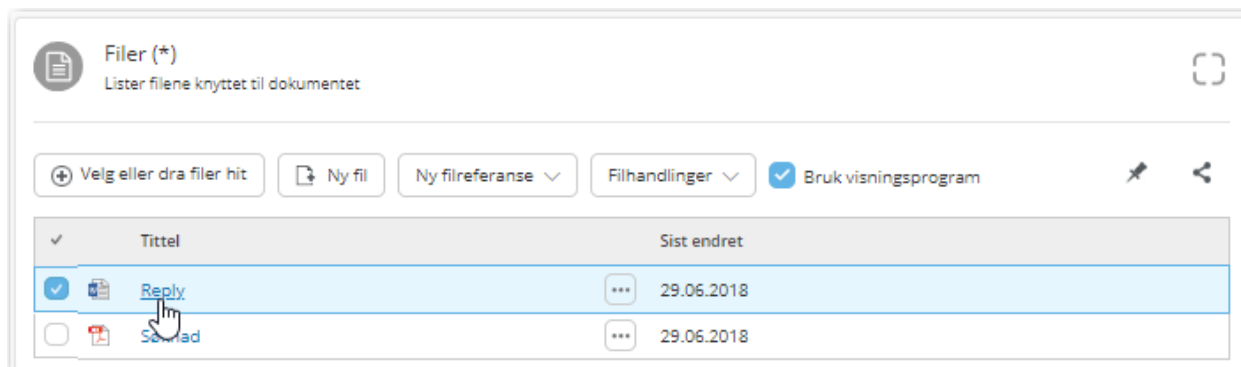 Filer (*)
Lister filene knyttet til dokumentet
Velg eller dra filer hit Ny fil Ny filreferanse Filhandlinger Bruk visningsprogram
Tittel Sist endret
Reply ••• 29.06.2018
••• 29.06.2018